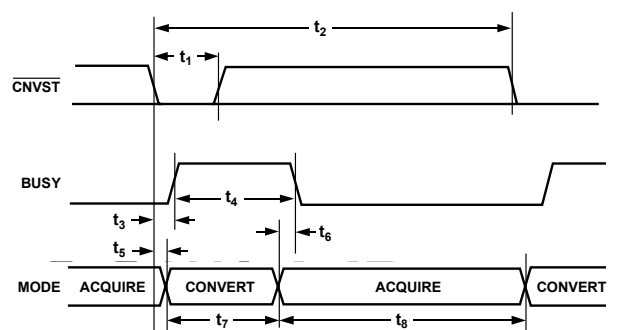 t2
t1
CNVST
BUSY
t4
t3
t6
t5
MODE ACQUIRE CONVERT ACQUIRE CONVERT
t7 t8